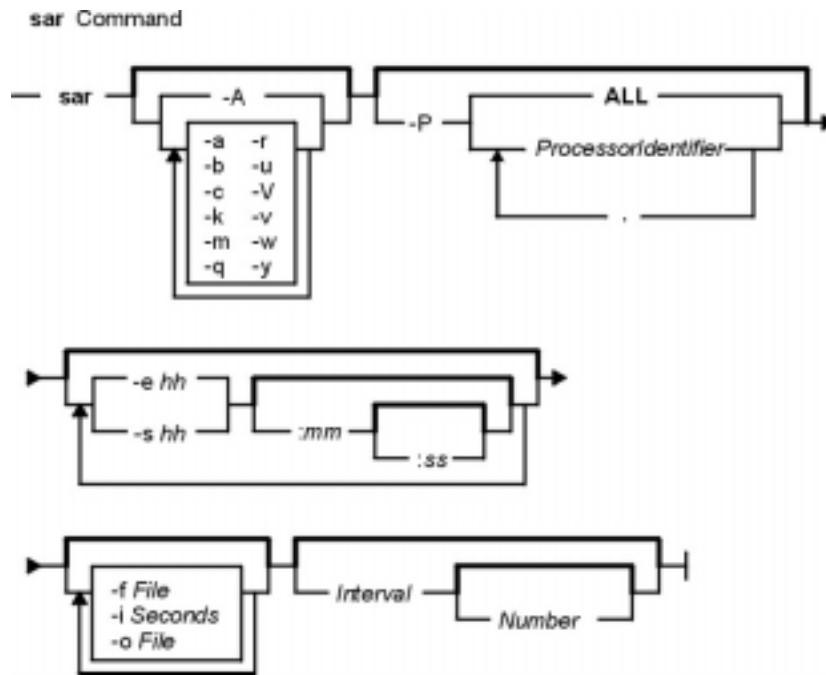 sar Command
sar
-A
-a -r
-b -u
-c -V
-k -v
-m -w
-q -y
-P
ALL
ProcessorIdentifier
,
-e hh
-s hh
:mm
:ss
-f File
-i Seconds
-o File
Interval
Number